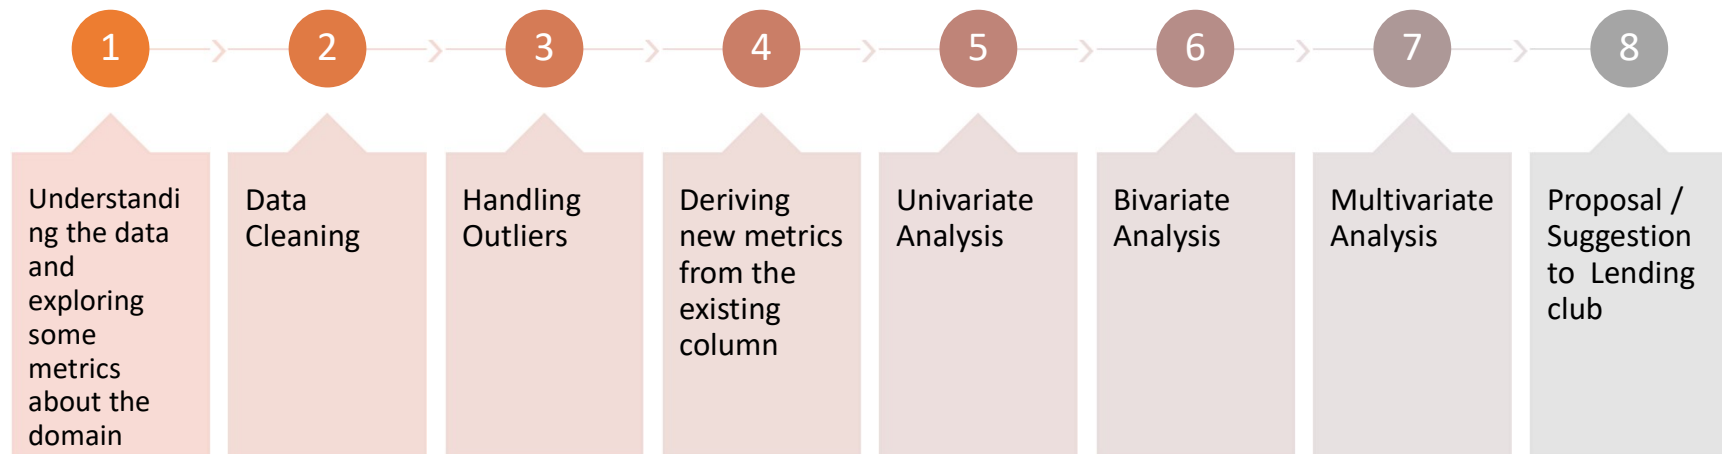 1
2
3
4
5
6
7
8
Understandi
ng the data
and
exploring
some
metrics
about the
domain
Data
Cleaning
Handling
Outliers
Deriving
new metrics
from the
existing
column
Univariate
Analysis
Bivariate
Analysis
Multivariate
Analysis
Proposal /
Suggestion
to  Lending
club